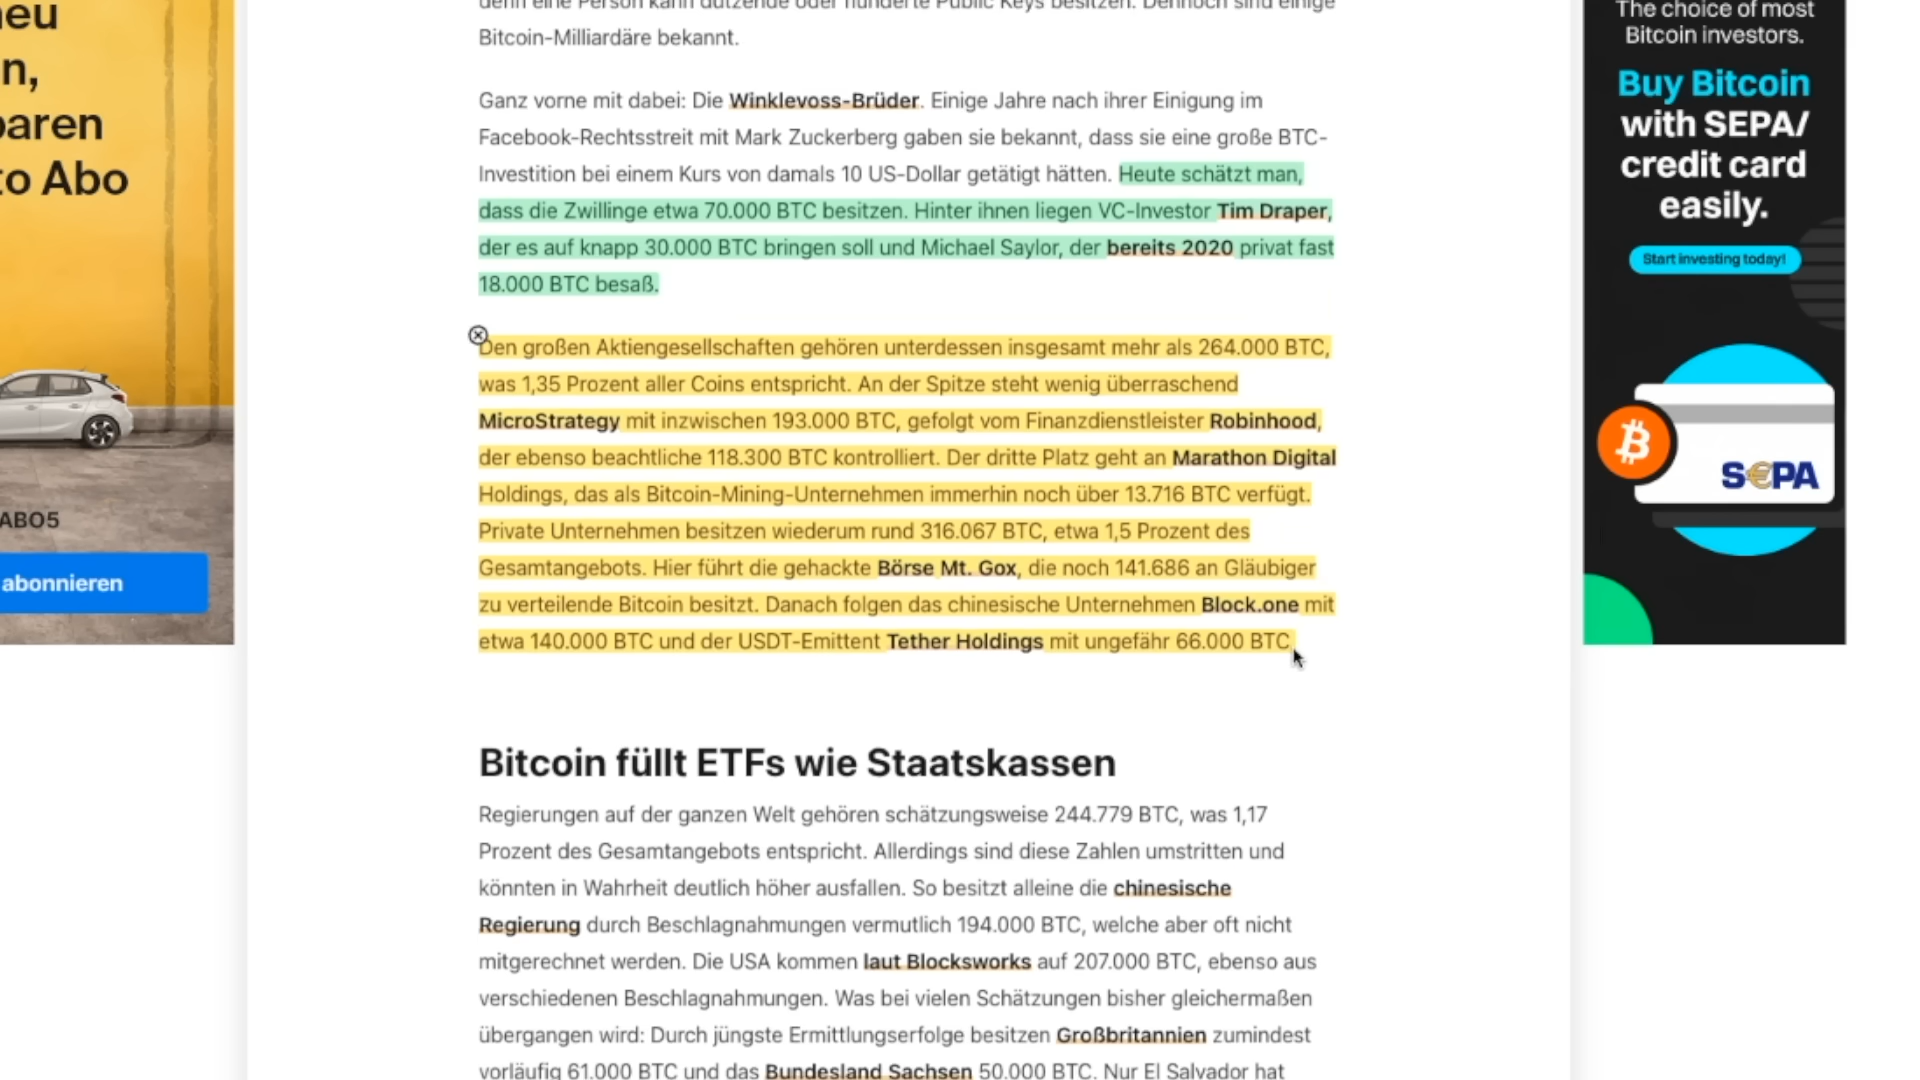 denn eine Person kann dutzende oder hunderte Public Keys besitzen. Dennoch sind einige
Bitcoin-Milliardäre bekannt.
Ganz vorne mit dabei: Die Winklevoss-Brüder. Einige Jahre nach ihrer Einigung im
Facebook-Rechtsstreit mit Mark Zuckerberg gaben sie bekannt, dass sie eine große BTC-
Investition bei einem Kurs von damals 10 US-Dollar getätigt hätten. Heute schätzt man,
dass die Zwillinge etwa 70.000 BTC besitzen. Hinter ihnen liegen VC-Investor Tim Draper,
der es auf knapp 30.000 BTC bringen soll und Michael Saylor, der bereits 2020 privat fast
18.000 BTC besaß.
Den großen Aktiengesellschaften gehören unterdessen insgesamt mehr als 264.000 BTC,
was 1,35 Prozent aller Coins entspricht. An der Spitze steht wenig überraschend
MicroStrategy mit inzwischen 193.000 BTC, gefolgt vom Finanzdienstleister Robinhood,
der ebenso beachtliche 118.300 BTC kontrolliert. Der dritte Platz geht an Marathon Digital
Holdings, das als Bitcoin-Mining-Unternehmen immerhin noch über 13.716 BTC verfügt.
Private Unternehmen besitzen wiederum rund 316.067 BTC, etwa 1,5 Prozent des
Gesamtangebots. Hier führt die gehackte Börse Mt. Gox, die noch 141.686 an Gläubiger
zu verteilende Bitcoin besitzt. Danach folgen das chinesische Unternehmen Block.one mit
etwa 140.000 BTC und der USDT-Emittent Tether Holdings mit ungefähr 66.000 BTC.
Bitcoin füllt ETFs wie Staatskassen
Regierungen auf der ganzen Welt gehören schätzungsweise 244.779 BTC, was 1,17
Prozent des Gesamtangebots entspricht. Allerdings sind diese Zahlen umstritten und
könnten in Wahrheit deutlich höher ausfallen. So besitzt alleine die chinesische
Regierung durch Beschlagnahmungen vermutlich 194.000 BTC, welche aber oft nicht
mitgerechnet werden. Die USA kommen laut Blocksworks auf 207.000 BTC, ebenso aus
verschiedenen Beschlagnahmungen. Was bei vielen Schätzungen bisher gleichermaßen
übergangen wird: Durch jüngste Ermittlungserfolge besitzen Großbritannien zumindest
vorläufig 61.000 BTC und das Bundesland Sachsen 50.000 BTC. Nur El Salvador hat
eu
n,
paren
to Abo
ABO5
abonnieren
The choice of most
Bitcoin investors.
Buy Bitcoin
with SEPA/
credit card
easily.
Start investing today!
S€PA